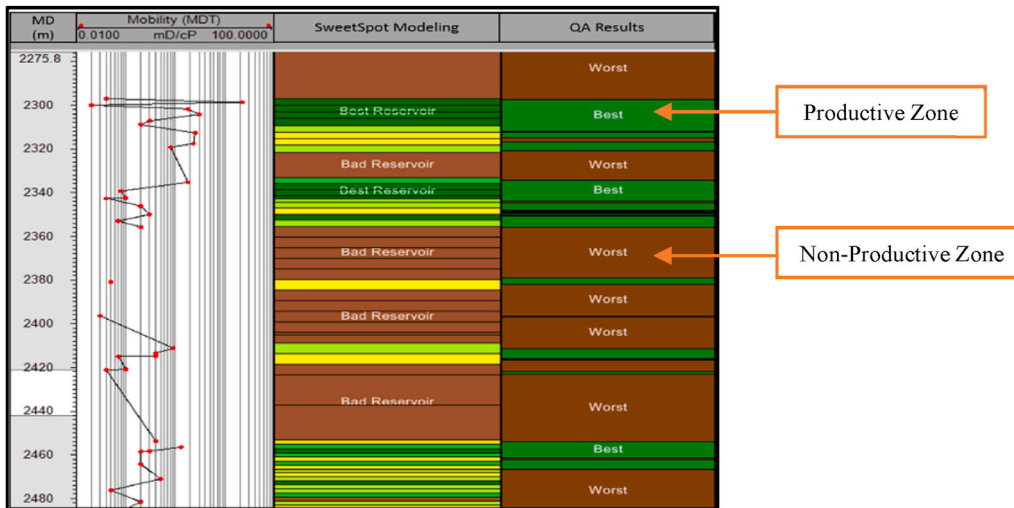 MD
(m)
Mobility (MDT)
0.0100 mD/cP 100.0000
SweetSpot Modeling
QA Results
2275.8
2300
2320
2340
2360
2380
2400
2420
2440
2460
2480
Best Reservoir
Bad Reservoir
Best Reservoir
Bad Reservoir
Bad Reservoir
Bad Reservoir
Worst
Best
Worst
Best
Worst
Worst
Worst
Worst
Best
Worst
Productive Zone
Non-Productive Zone